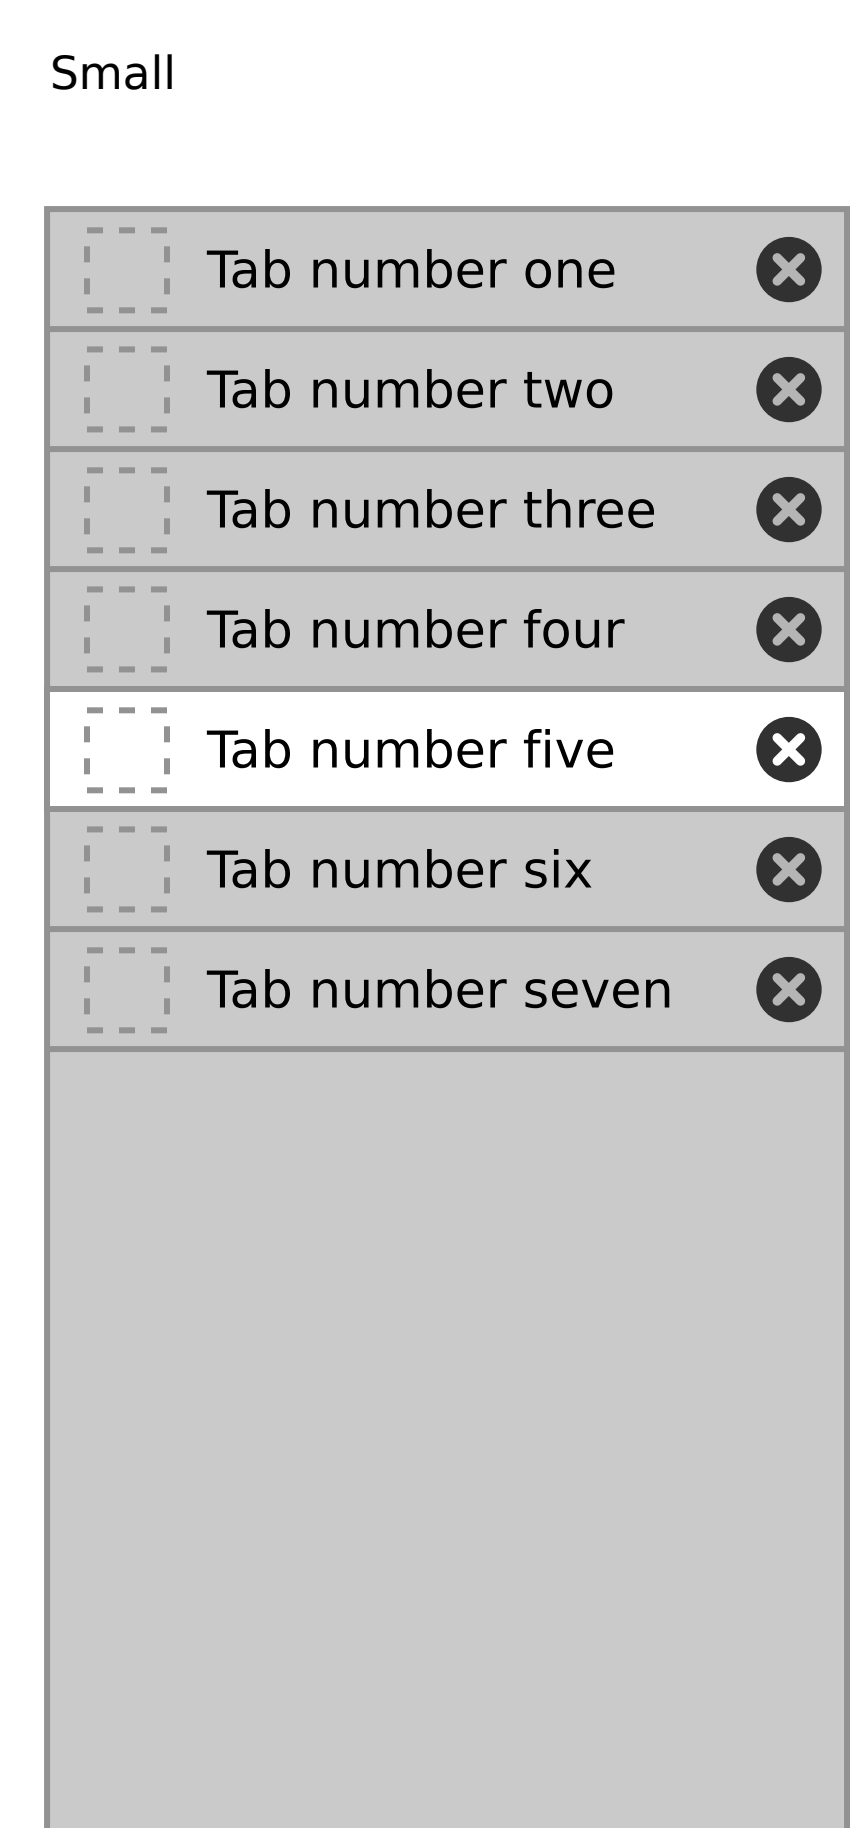 Small
Tab number one
Tab number two
Tab number three
Tab number four
Tab number five
Tab number six
Tab number seven